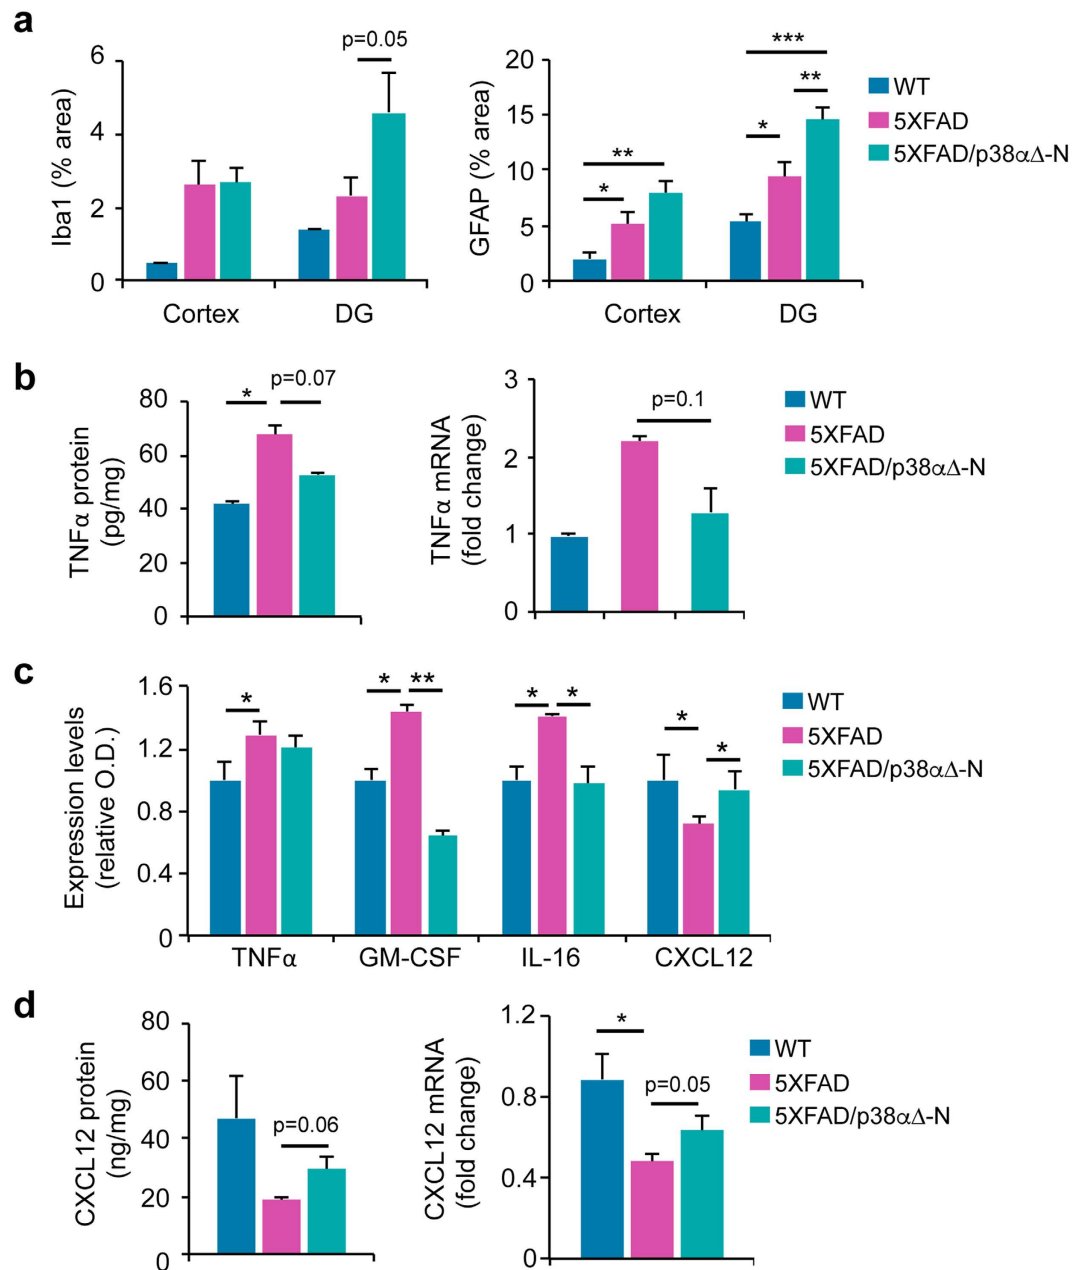 a
Iba1 (% area)
6
4
2
0
p=0.05
Cortex
DG
GFAP (% area)
20
15
10
5
0
**
*
***
**
*
Cortex
DG
WT
5XFAD
5XFAD/p38αΔ-N
b
TNFα protein
(pg/mg)
80
60
40
20
0
*
p=0.07
TNFα mRNA
(fold change)
3
2
1
0
p=0.1
WT
5XFAD
5XFAD/p38αΔ-N
c
Expression levels
(relative O.D.)
1.6
1.2
0.8
0.4
0
*
* **
* *
*
*
TNFα
GM-CSF
IL-16
CXCL12
WT
5XFAD
5XFAD/p38αΔ-N
d
CXCL12 protein
(ng/mg)
80
60
40
20
0
p=0.06
CXCL12 mRNA
(fold change)
1.2
0.8
0.4
0
*
p=0.05
WT
5XFAD
5XFAD/p38αΔ-N